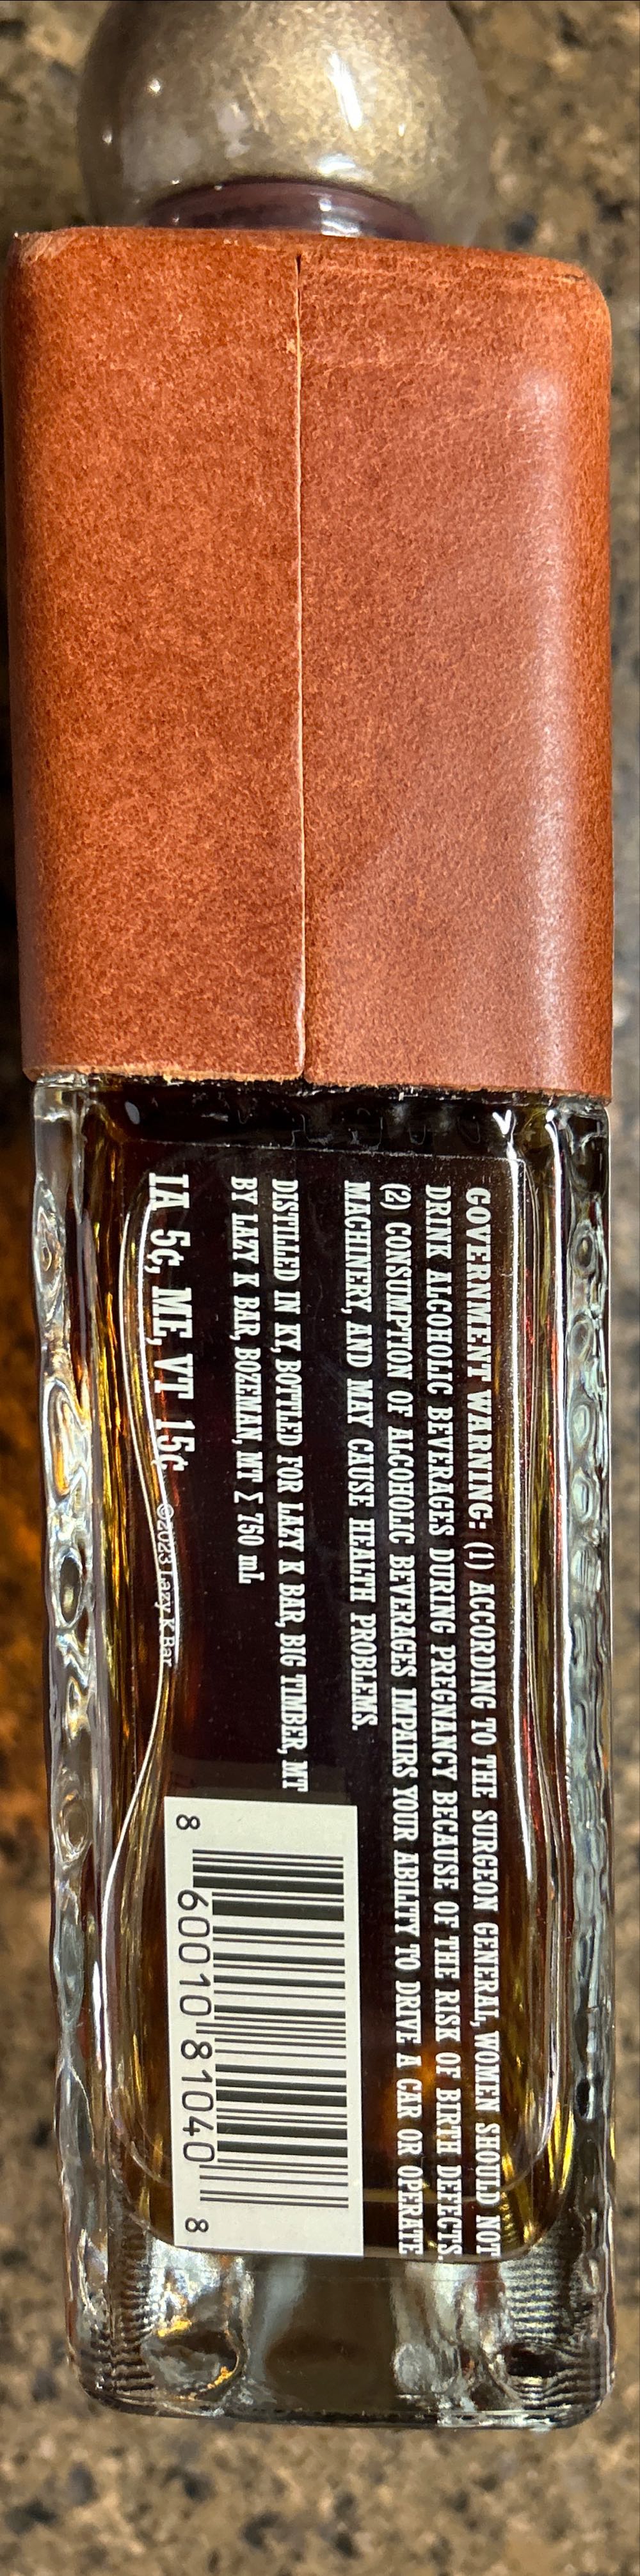 GOVERNMENT WARNING: (1) ACCORDING TO THE SURGEON GENERAL, WOMEN SHOULD NOT
DRINK ALCOHOLIC BEVERAGES DURING PREGNANCY BECAUSE OF THE RISK OF BIRTH DEFECTS.
(2) CONSUMPTION OF ALCOHOLIC BEVERAGES IMPAIRS YOUR ABILITY TO DRIVE A CAR OR OPERATE
MACHINERY, AND MAY CAUSE HEALTH PROBLEMS.
DISTILLED IN KY, BOTTLED FOR LAZY K BAR, BIG TIMBER, MT
BY LAZY K BAR, BOZEMAN, MT Σ 750 mL
IA 5¢, ME, VT 15¢ ©2023 Lazy K Bar
8 60010 81040 8